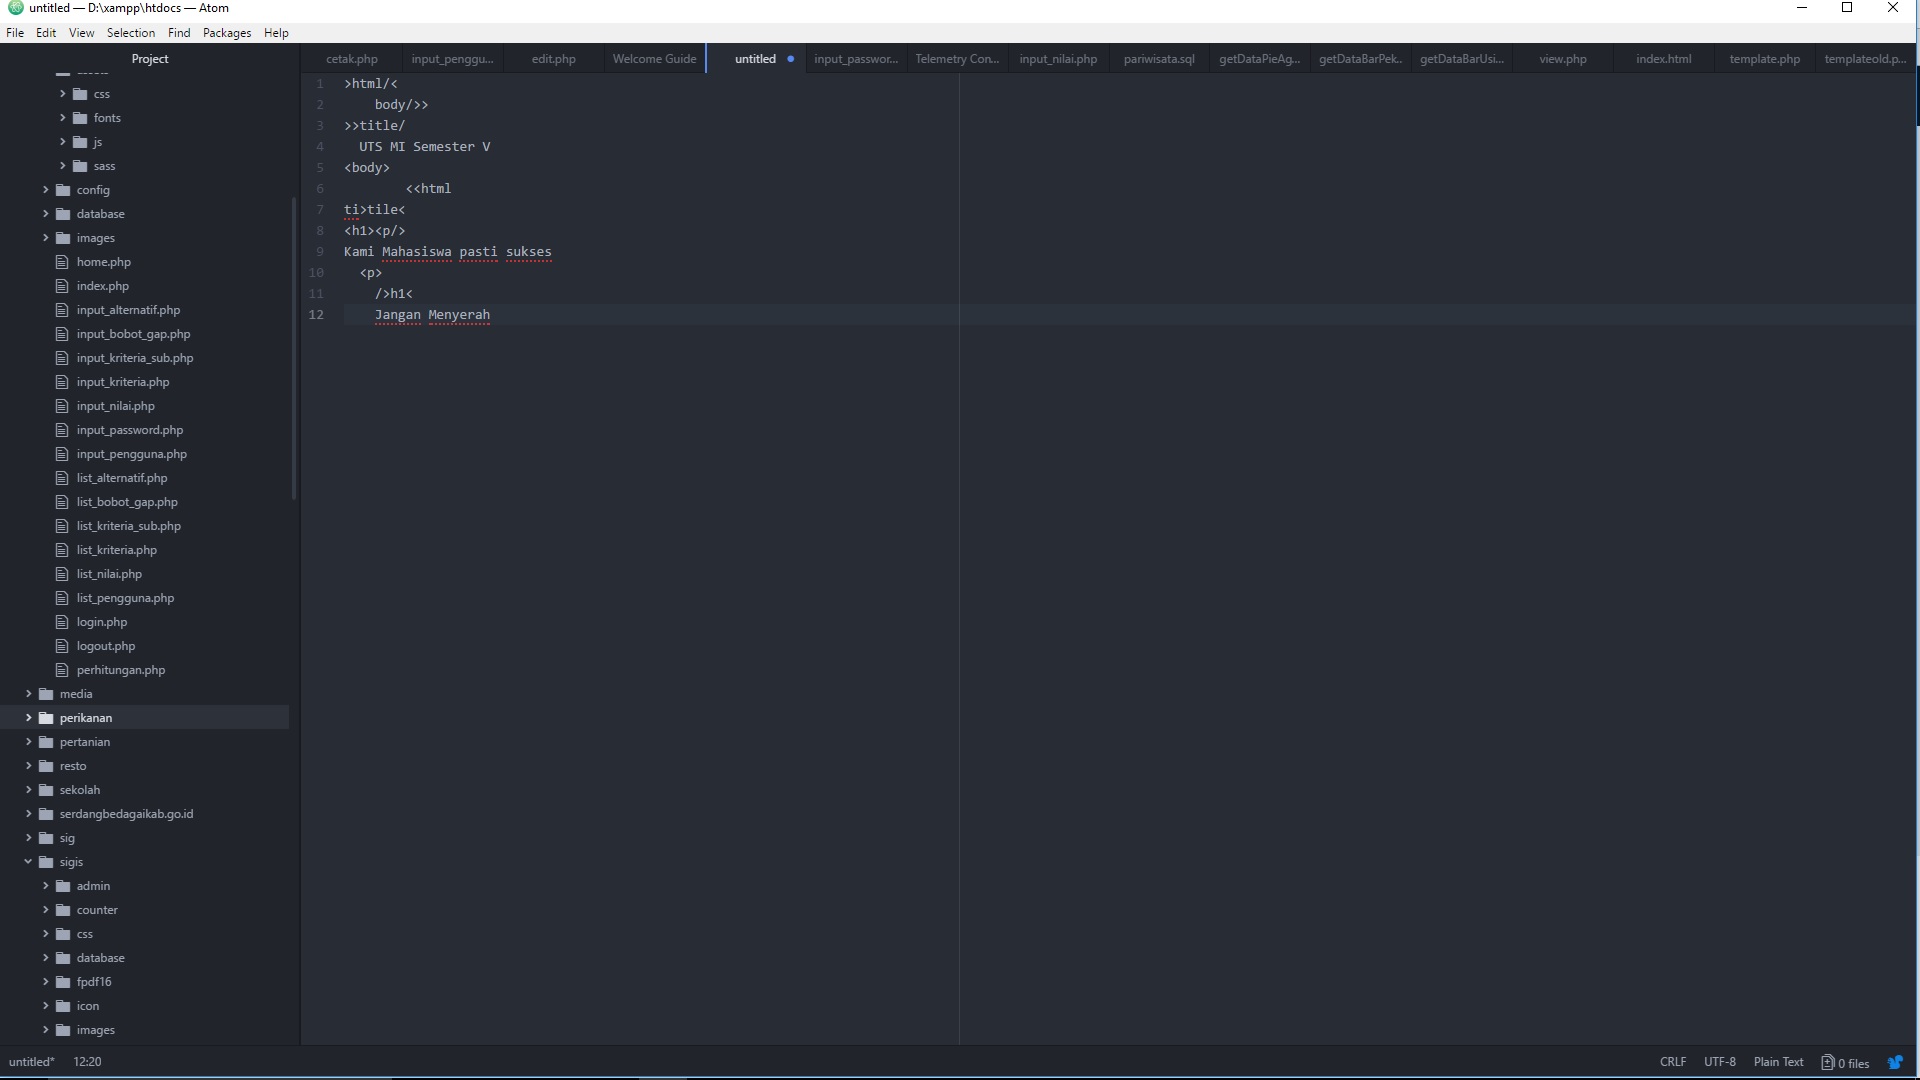 untitled — D:\xampp\htdocs — Atom
File Edit View Selection Find Packages Help
Project
cetak.php input_penggu... edit.php Welcome Guide untitled input_passwor... Telemetry Con... input_nilai.php pariwisata.sql getDataPieAg... getDataBarPek... getDataBarUsi... view.php index.html template.php templateold.p...
assets
css
fonts
js
sass
config
database
images
home.php
index.php
input_alternatif.php
input_bobot_gap.php
input_kriteria_sub.php
input_kriteria.php
input_nilai.php
input_password.php
input_pengguna.php
list_alternatif.php
list_bobot_gap.php
list_kriteria_sub.php
list_kriteria.php
list_nilai.php
list_pengguna.php
login.php
logout.php
perhitungan.php
media
perikanan
pertanian
resto
sekolah
serdangbedagaikab.go.id
sig
sigis
admin
counter
css
database
fpdf16
icon
images
1 >html/<
2 body/>>
3 >>title/
4 UTS MI Semester V
5 <body>
6 <<html
7 ti>tile<
8 <h1><p/>
9 Kami Mahasiswa pasti sukses
10 <p>
11 />h1<
12 Jangan Menyerah
untitled* 12:20 CRLF UTF-8 Plain Text 0 files